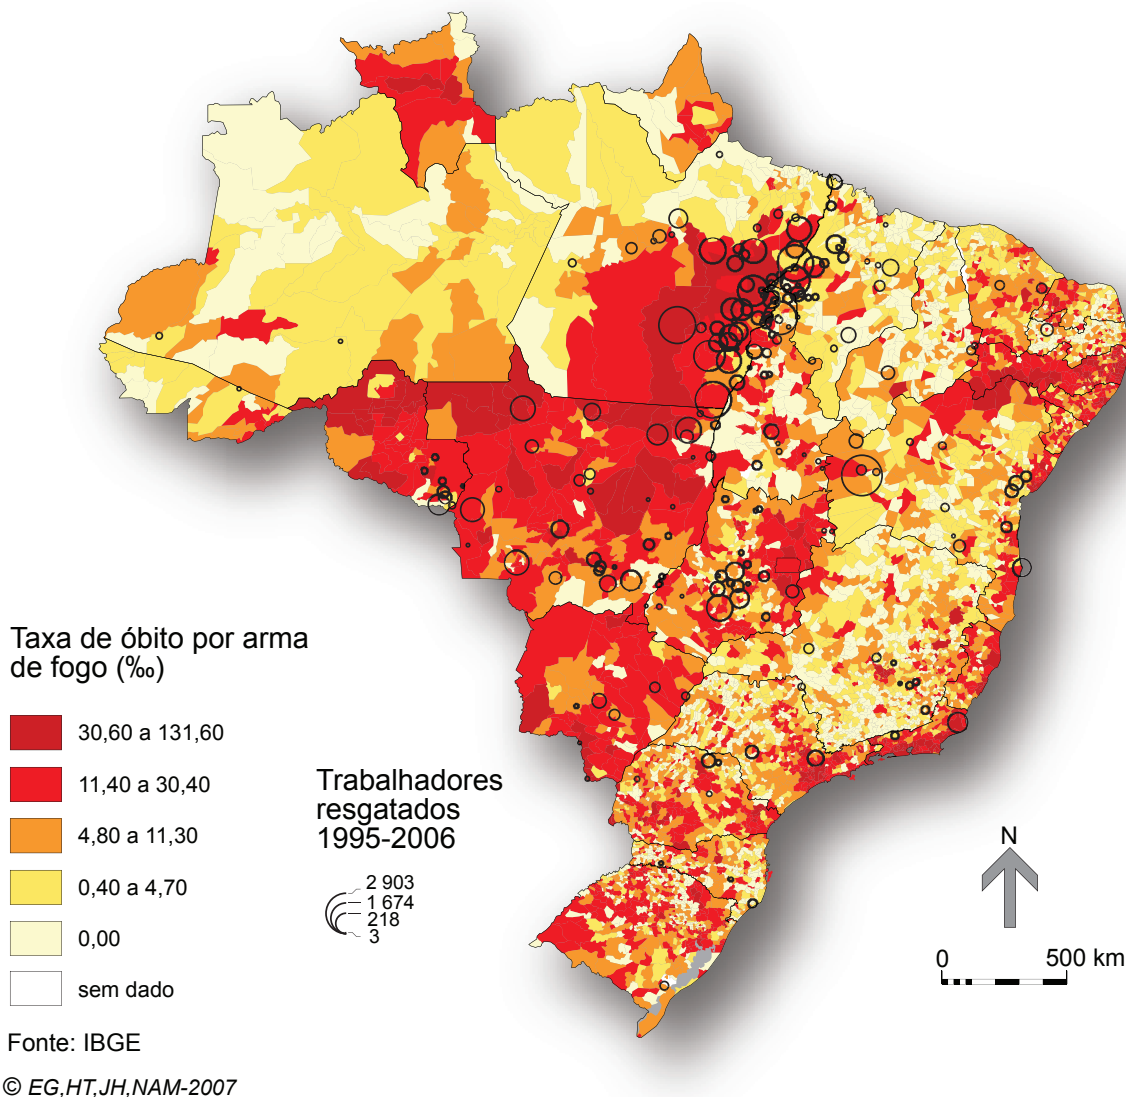 Taxa de óbito por arma
de fogo (‰)
30,60 a 131,60
11,40 a 30,40
4,80 a 11,30
0,40 a 4,70
0,00
sem dado
Fonte: IBGE
© EG,HT,JH,NAM-2007
Trabalhadores
resgatados
1995-2006
2 903
1 674
218
3
N
0 500 km